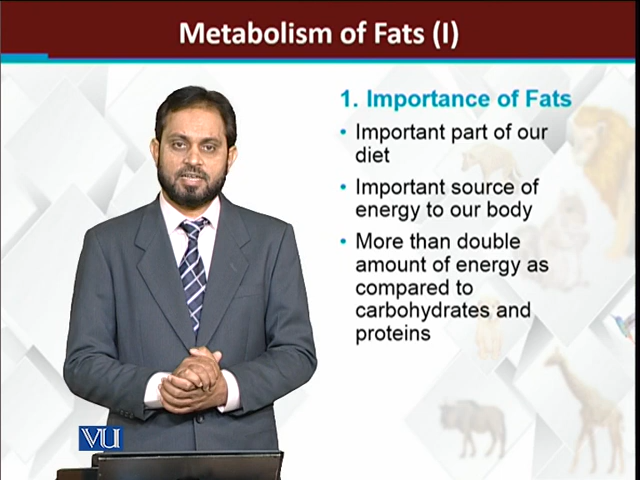 Metabolism of Fats (I)
1. Importance of Fats
• Important part of our
diet
• Important source of
energy to our body
• More than double
amount of energy as
compared to
carbohydrates and
proteins
VU